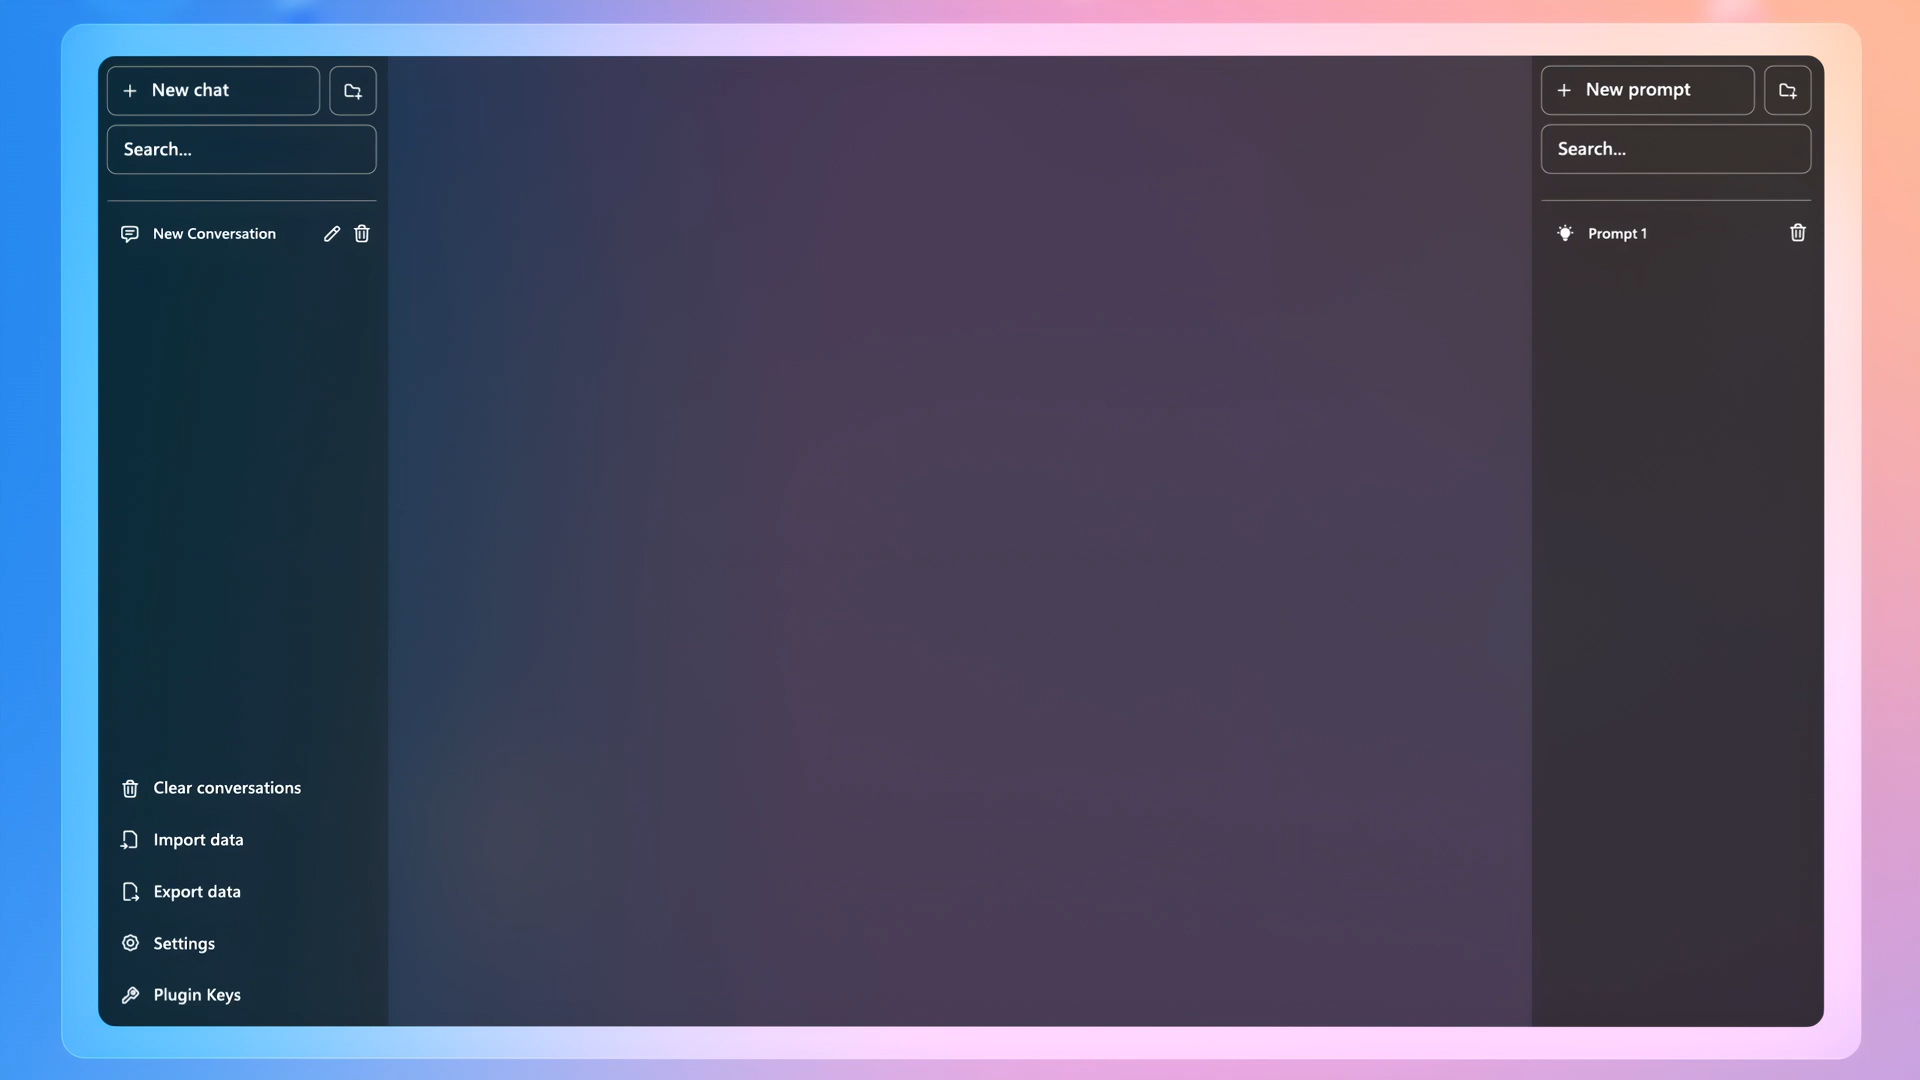 New chat
Search...
New Conversation
Clear conversations
Import data
Export data
Settings
Plugin Keys
New prompt
Search...
Prompt 1